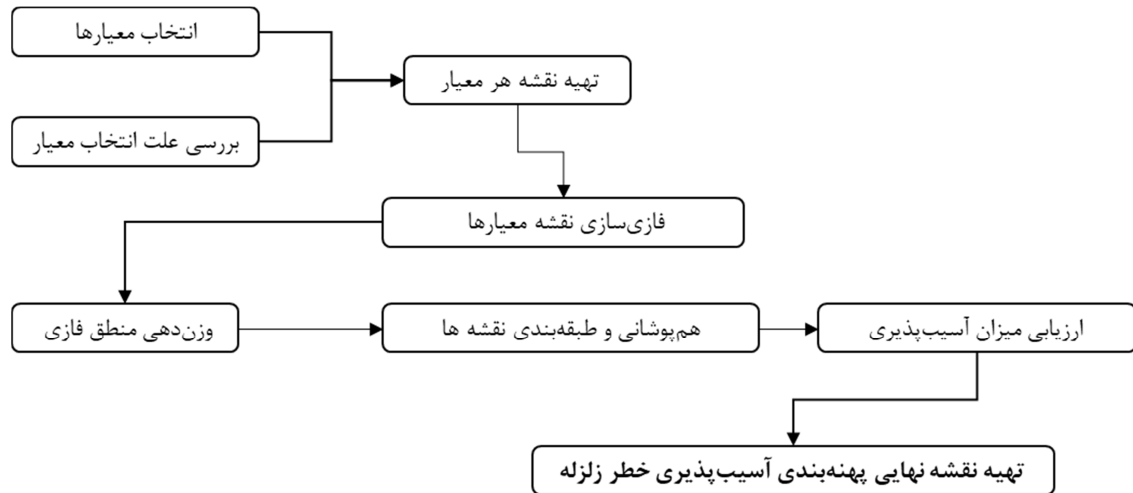 انتخاب معیارها
تهیه نقشه هر معیار
بررسی علت انتخاب معیار
فازی‌سازی نقشه معیارها
وزن‌دهی منطق فازی
هم‌پوشانی و طبقه‌بندی نقشه ها
ارزیابی میزان آسیب‌پذیری
تهیه نقشه نهایی پهنه‌بندی آسیب‌پذیری خطر زلزله